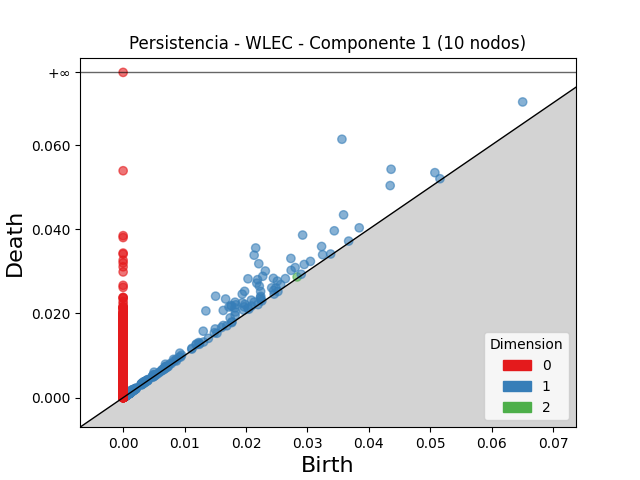 Persistencia - WLEC - Componente 1 (10 nodos)
+∞
0.060
0.040
0.020
0.000
Death
0.00 0.01 0.02 0.03 0.04 0.05 0.06 0.07
Birth
Dimension
0
1
2